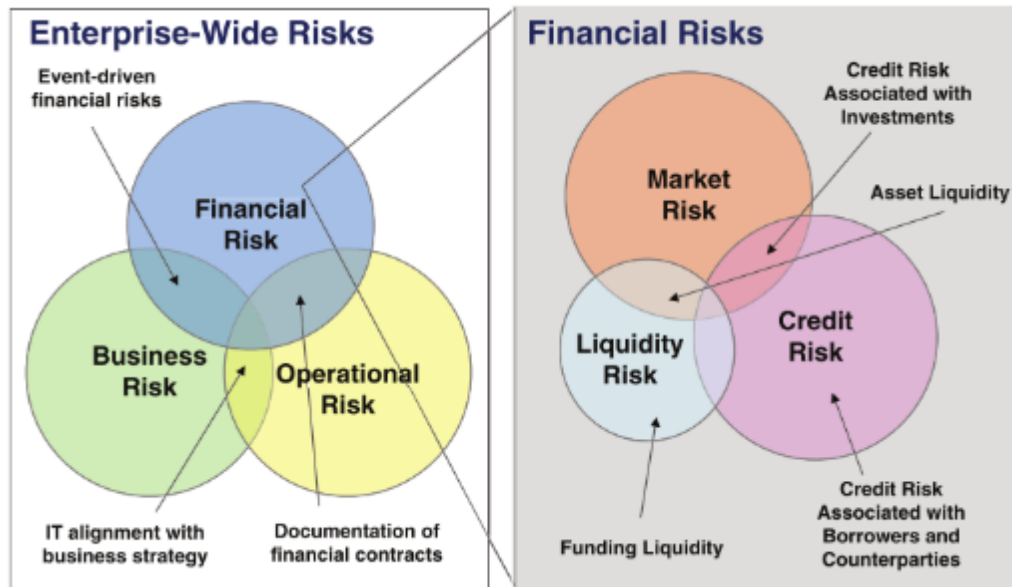 Enterprise-Wide Risks
Event-driven
financial risks
Financial
Risk
Business
Risk
Operational
Risk
IT alignment with
business strategy
Documentation of
financial contracts
Financial Risks
Credit Risk
Associated with
Investments
Market
Risk
Asset Liquidity
Liquidity
Risk
Credit
Risk
Funding Liquidity
Credit Risk
Associated with
Borrowers and
Counterparties